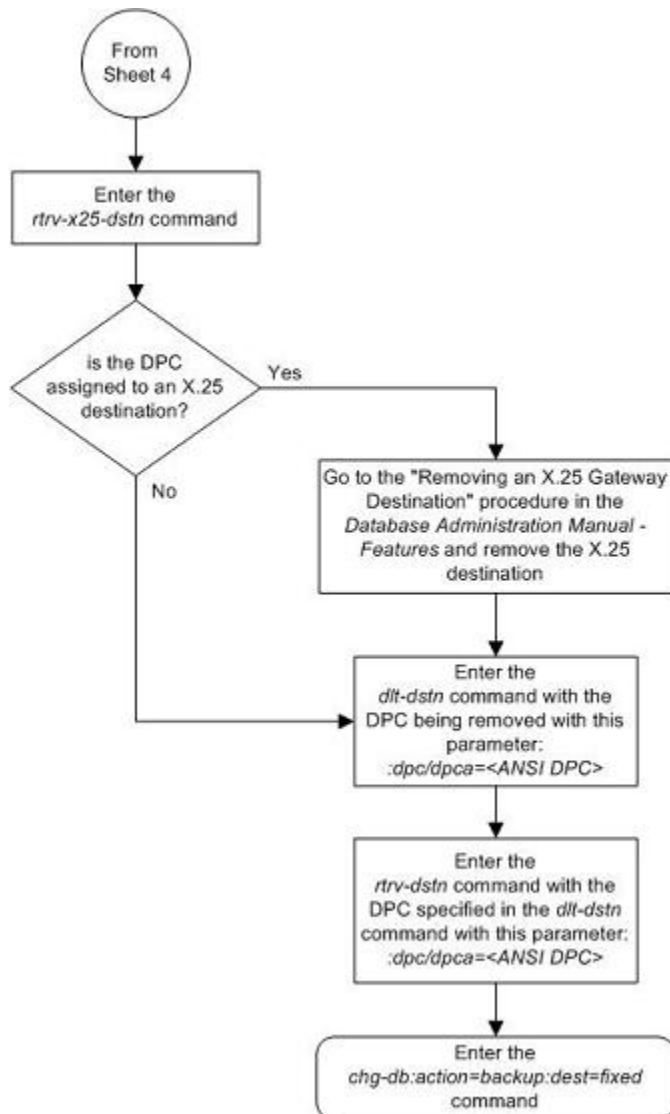 From
Sheet 4
Enter the
rtrv-x25-dstn command
is the DPC
assigned to an X.25
destination?
Yes
No
Go to the "Removing an X.25 Gateway
Destination" procedure in the
Database Administration Manual -
Features and remove the X.25
destination
Enter the
dlt-dstn command with the
DPC being removed with this
parameter:
:dpc/dpca=<ANSI DPC>
Enter the
rtrv-dstn command with the
DPC specified in the dlt-dstn
command with this parameter:
:dpc/dpca=<ANSI DPC>
Enter the
chg-db:action=backup:dest=fixed
command